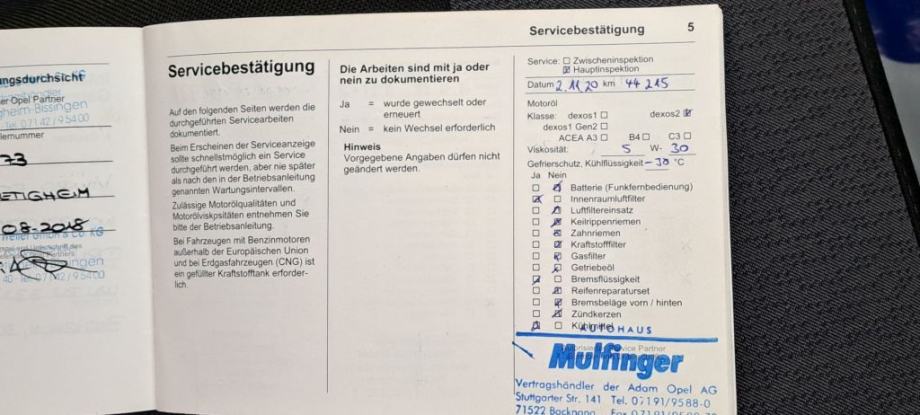 Servicebestätigung 5
ngsdurchsicht
er Opel Partner
gheim-Bissingen
Tel. 07142/95400
lernummer
73
ETIGHEIM
08-2018
ingen
Servicebestätigung
Auf den folgenden Seiten werden die
durchgeführten Servicearbeiten
dokumentiert.
Beim Erscheinen der Serviceanzeige
sollte schnellstmöglich ein Service
durchgeführt werden, aber nie später
als nach den in der Betriebsanleitung
genannten Wartungsintervallen.
Zulässige Motorölqualitäten und
Motorölviskositäten entnehmen Sie
bitte der Betriebsanleitung.
Bei Fahrzeugen mit Benzinmotoren
außerhalb der Europäischen Union
und bei Erdgasfahrzeugen (CNG) ist
ein gefüllter Kraftstofftank erforder-
lich.
Die Arbeiten sind mit ja oder
nein zu dokumentieren
Ja = wurde gewechselt oder
erneuert
Nein = kein Wechsel erforderlich
Hinweis
Vorgegebene Angaben dürfen nicht
geändert werden.
Service: Zwischeninspektion
Hauptinspektion
Datum 2.11.20 km 44215
Motoröl
Klasse: dexos1 dexos2
dexos1 Gen2
ACEA A3 B4 C3
Viskosität: 5 W- 30
Gefrierschutz, Kühlflüssigkeit -30 °C
Ja Nein
Batterie (Funkfernbedienung)
Innenraumluftfilter
Luftfiltereinsatz
Keilrippenriemen
Zahnriemen
Kraftstofffilter
Gasfilter
Getriebeöl
Bremsflüssigkeit
Reifenreparaturset
Bremsbeläge vorn / hinten
Zündkerzen
Kühlmittel
AUTOHAUS
Mulfinger
Vertragshändler der Adam Opel AG
Stuttgarter Str. 141 Tel. 07191/9588-0
71522 Backnang